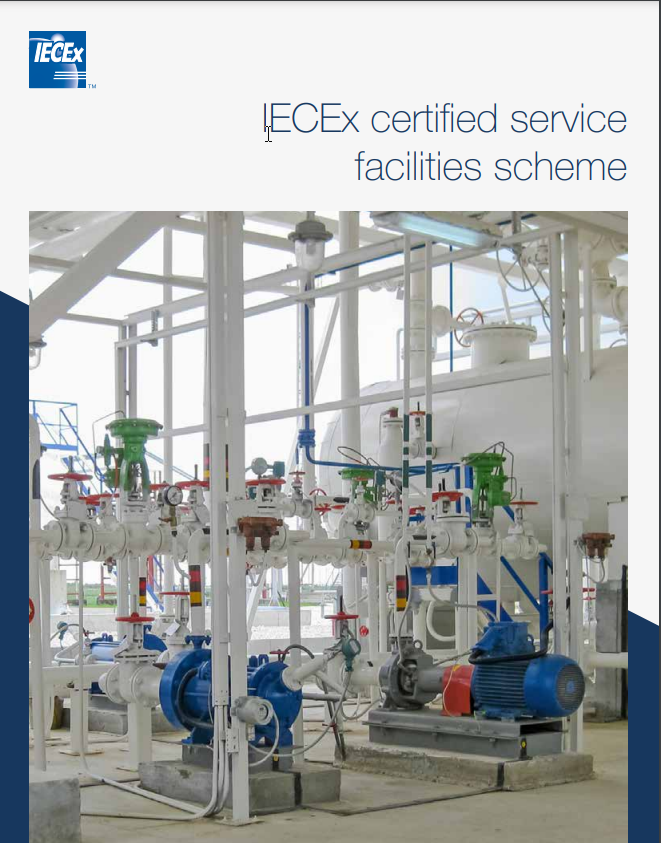 IECEx
TM
IECEx certified service
facilities scheme